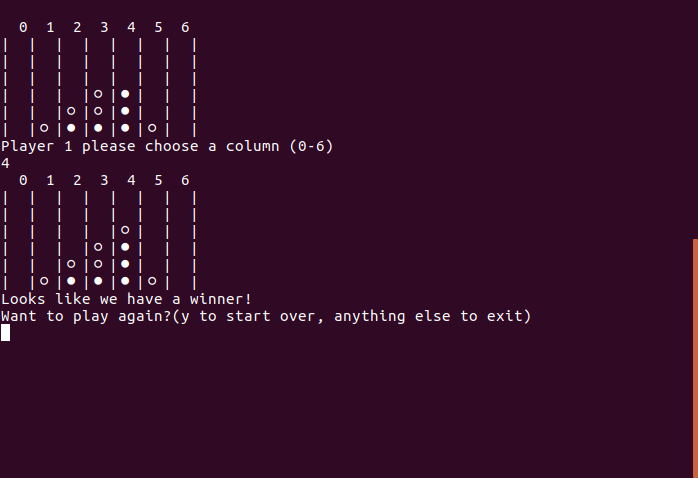 0 1 2 3 4 5 6
| | | | | | | |
| | | | | | | |
| | | | | | | |
| | | |○|●| | |
| | |○|○|●| | |
| |○|●|●|●|○| |
Player 1 please choose a column (0-6)
4
0 1 2 3 4 5 6
| | | | | | | |
| | | | | | | |
| | | | |○| | |
| | | |○|●| | |
| | |○|○|●| | |
| |○|●|●|●|○| |
Looks like we have a winner!
Want to play again?(y to start over, anything else to exit)